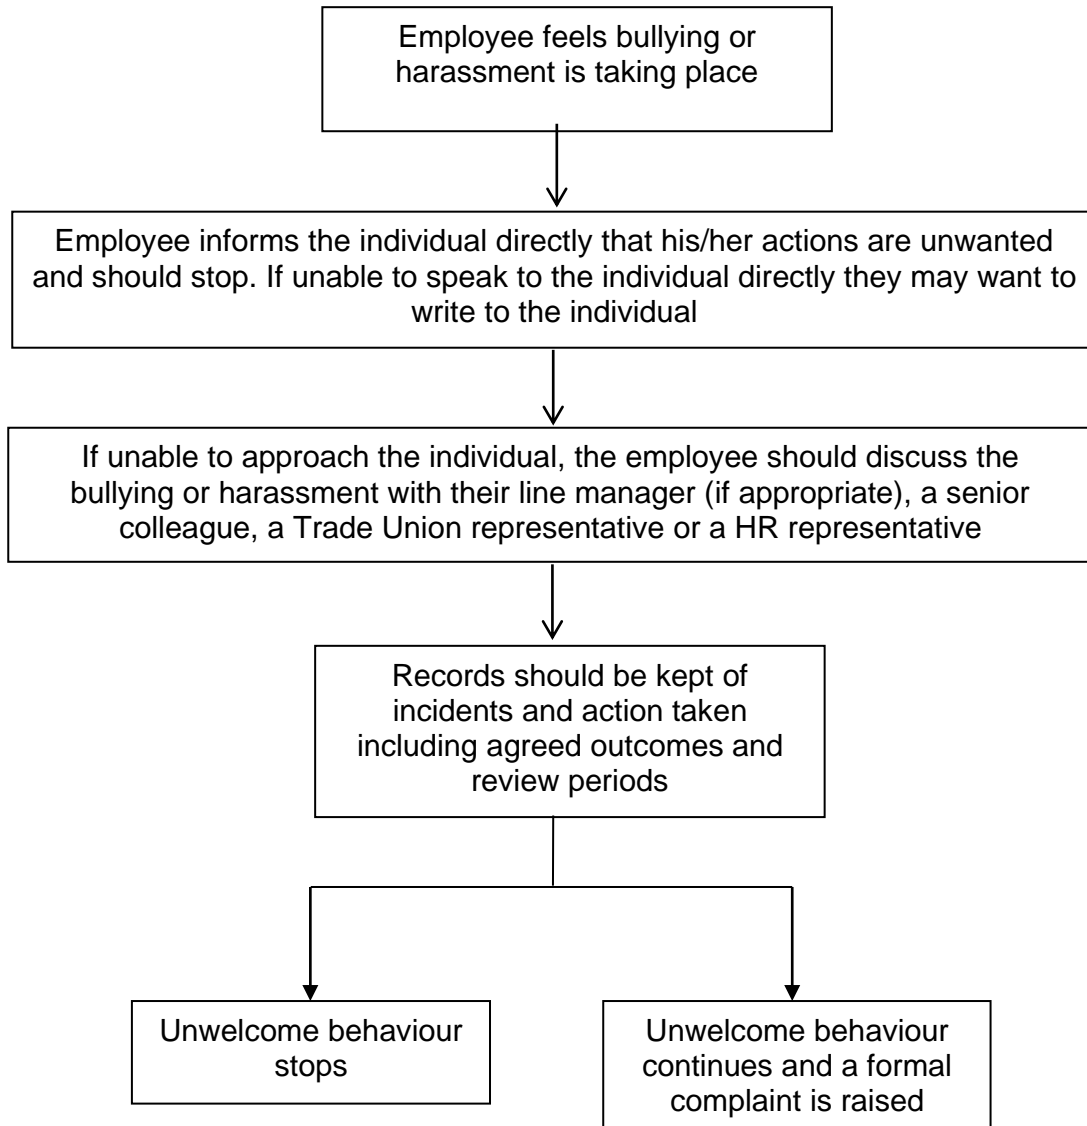 Employee feels bullying or
harassment is taking place
Employee informs the individual directly that his/her actions are unwanted
and should stop. If unable to speak to the individual directly they may want to
write to the individual
If unable to approach the individual, the employee should discuss the
bullying or harassment with their line manager (if appropriate), a senior
colleague, a Trade Union representative or a HR representative
Records should be kept of
incidents and action taken
including agreed outcomes and
review periods
Unwelcome behaviour
stops
Unwelcome behaviour
continues and a formal
complaint is raised